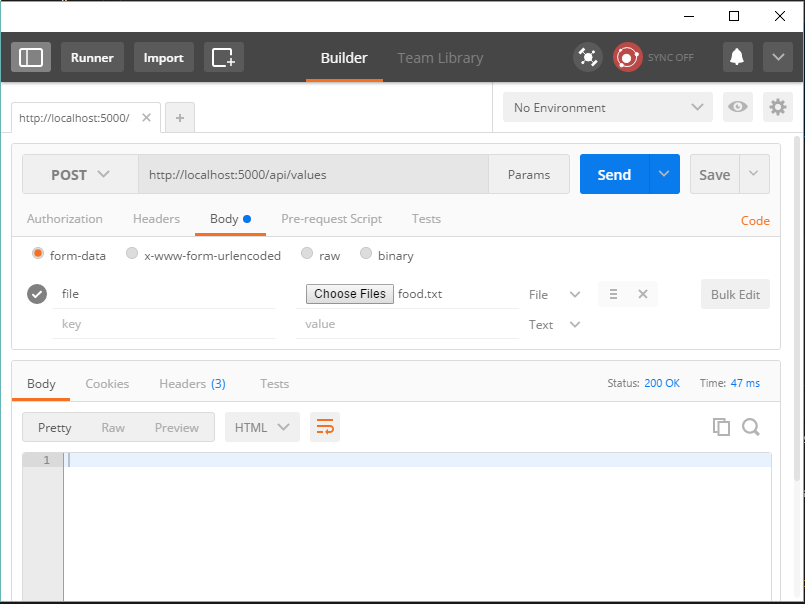 Runner Import Builder Team Library SYNC OFF
http://localhost:5000/ No Environment
POST http://localhost:5000/api/values Params Send Save
Authorization Headers Body Pre-request Script Tests Code
form-data x-www-form-urlencoded raw binary
file Choose Files food.txt File Bulk Edit
key value Text
Body Cookies Headers (3) Tests Status: 200 OK Time: 47 ms
Pretty Raw Preview HTML
1